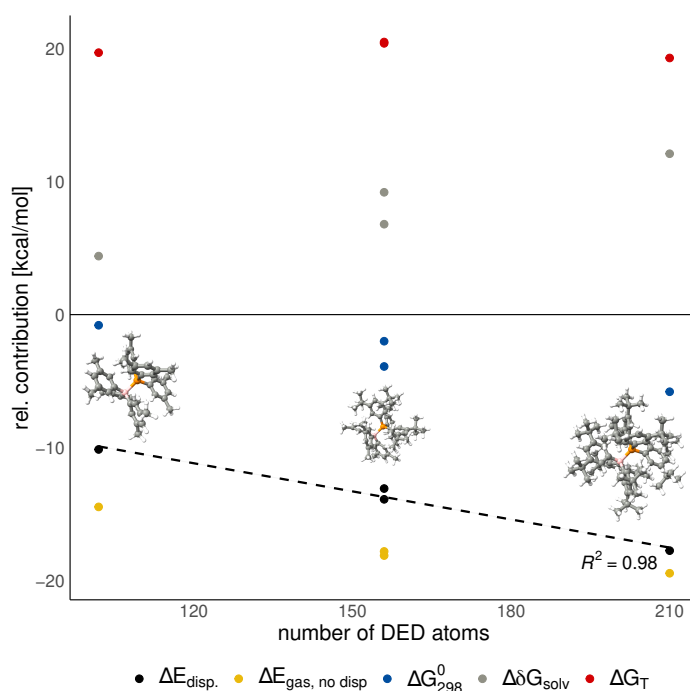 20
10
0
−10
−20
rel. contribution [kcal/mol]
R² = 0.98
120 150 180 210
number of DED atoms
ΔE_disp. ΔE_gas, no disp ΔG⁰_298 ΔδG_solv ΔG_T